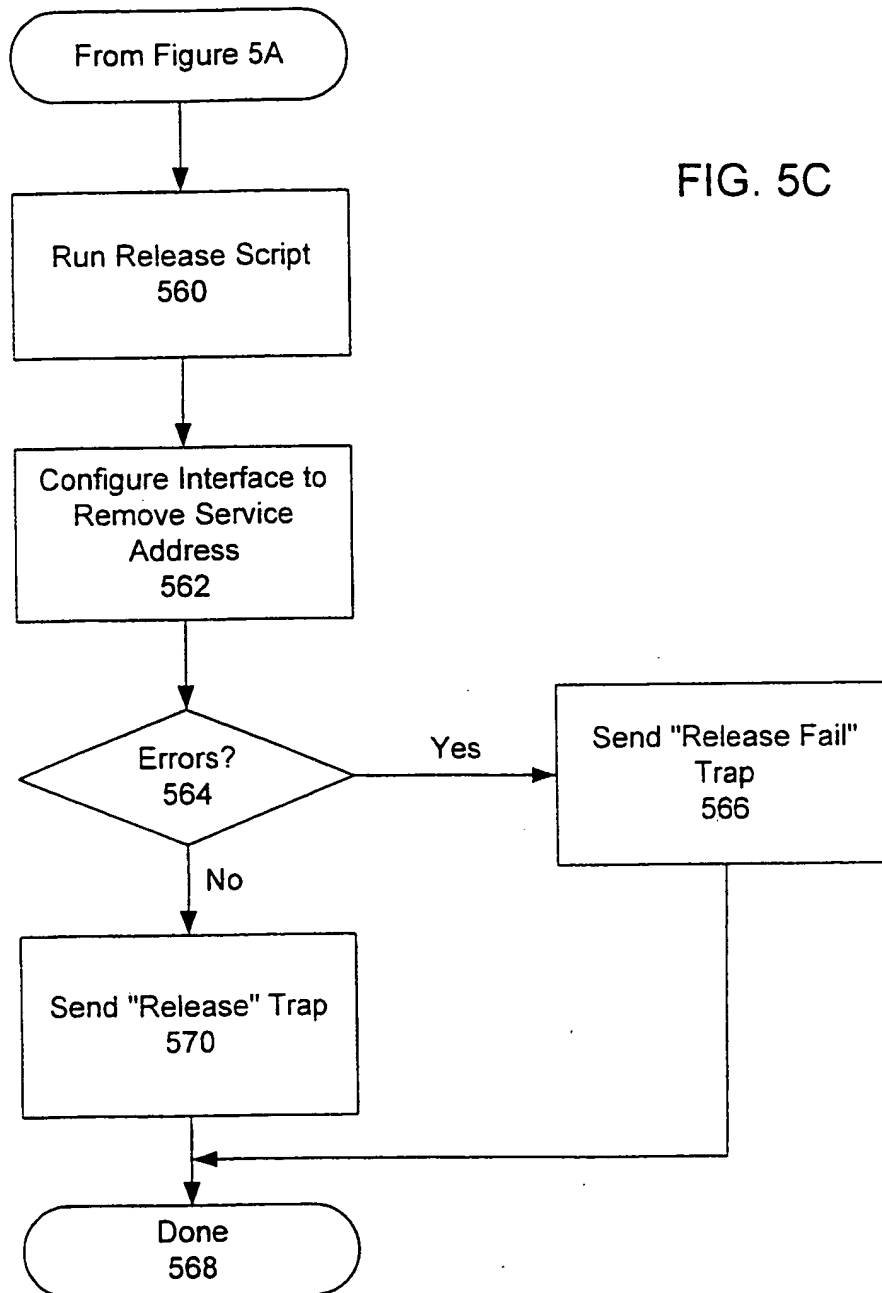 From Figure 5A
FIG. 5C
Run Release Script
560
Configure Interface to
Remove Service
Address
562
Errors?
564
Yes
Send "Release Fail"
Trap
566
No
Send "Release" Trap
570
Done
568